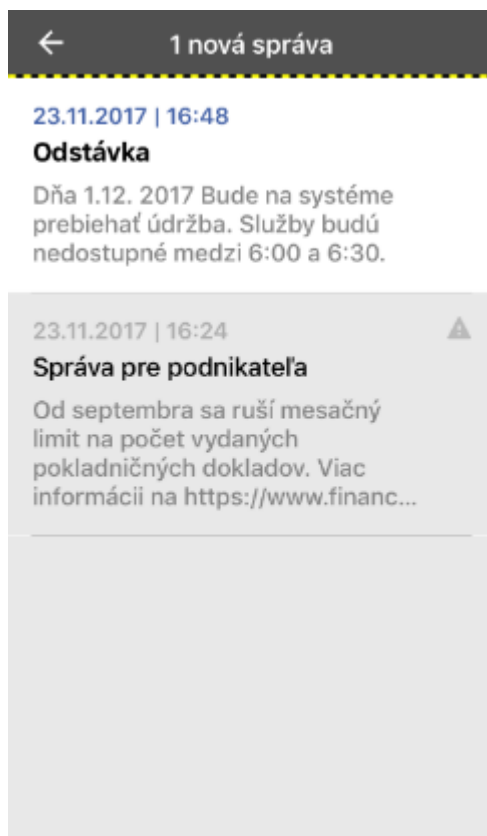 1 nová správa
23.11.2017 | 16:48
Odstávka
Dňa 1.12. 2017 Bude na systéme
prebiehať údržba. Služby budú
nedostupné medzi 6:00 a 6:30.
23.11.2017 | 16:24
Správa pre podnikateľa
Od septembra sa ruší mesačný
limit na počet vydaných
pokladničných dokladov. Viac
informácii na https://www.financ...